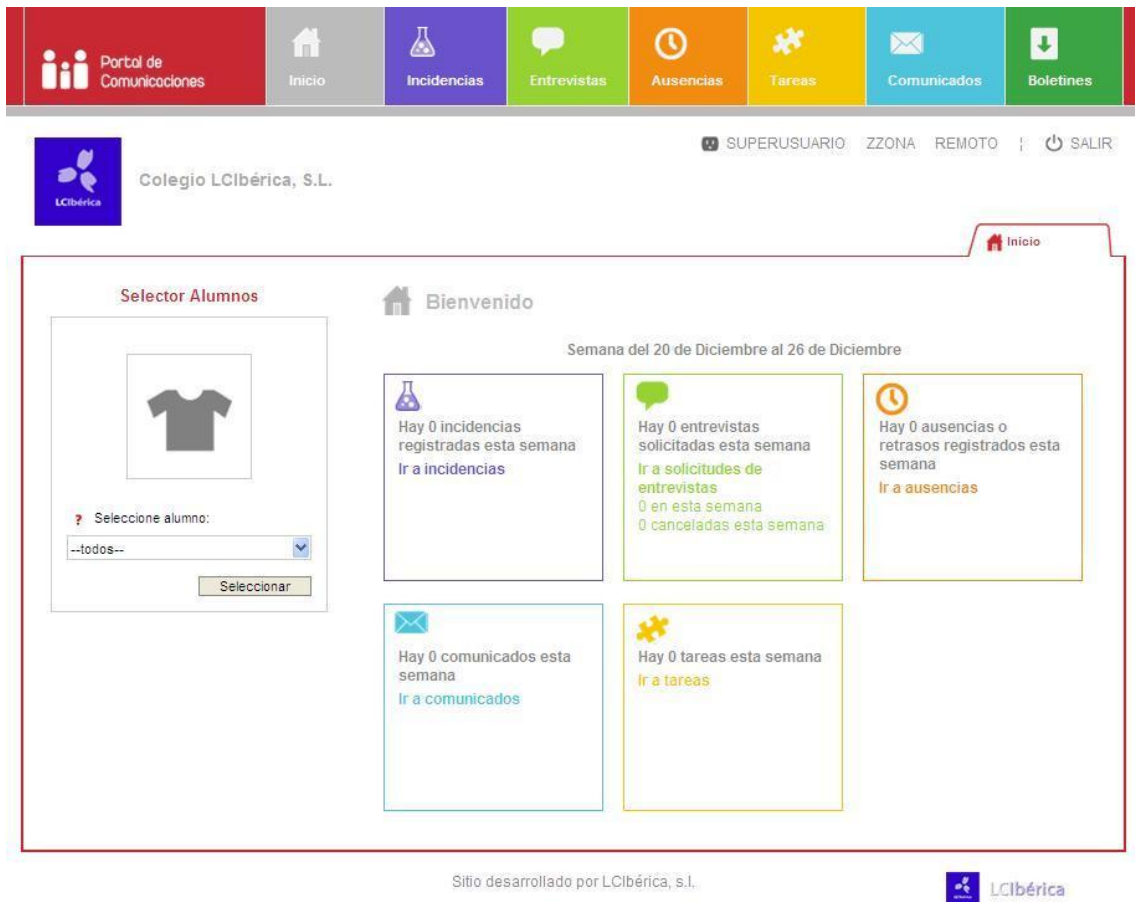 Portal de
Comunicaciones
Inicio
Incidencias
Entrevistas
Ausencias
Tareas
Comunicados
Boletines
SUPERUSUARIO ZZONA REMOTO ¦ SALIR
LCIbérica
Colegio LCIbérica, S.L.
Inicio
Selector Alumnos
? Seleccione alumno:
--todos--
Seleccionar
Bienvenido
Semana del 20 de Diciembre al 26 de Diciembre
Hay 0 incidencias
registradas esta semana
Ir a incidencias
Hay 0 entrevistas
solicitadas esta semana
Ir a solicitudes de
entrevistas
0 en esta semana
0 canceladas esta semana
Hay 0 ausencias o
retrasos registrados esta
semana
Ir a ausencias
Hay 0 comunicados esta
semana
Ir a comunicados
Hay 0 tareas esta semana
Ir a tareas
Sitio desarrollado por LCIbérica, s.l.
LCIbérica